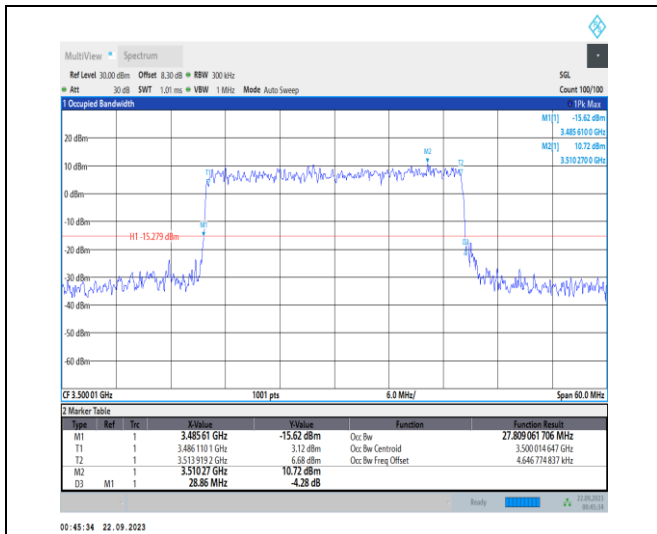 MultiView Spectrum
Ref Level 30.00 dBm Offset 8.30 dB RBW 300 kHz SGL
Att 30 dB SWT 1.01 ms VBW 1 MHz Mode Auto Sweep Count 100/100
1 Occupied Bandwidth 1Pk Max
M1[1] -15.62 dBm
3.485 610 0 GHz
M2[1] 10.72 dBm
3.510 270 0 GHz
20 dBm
M2
T1 T2
10 dBm
0 dBm
-10 dBm
M1
H1 -15.279 dBm
D3
-20 dBm
-30 dBm
-40 dBm
-50 dBm
-60 dBm
CF 3.500 01 GHz 1001 pts 6.0 MHz/ Span 60.0 MHz
2 Marker Table
Type Ref Trc X-Value Y-Value Function Function Result
M1 1 3.485 61 GHz -15.62 dBm Occ Bw 27.809 061 706 MHz
T1 1 3.486 110 1 GHz 3.12 dBm Occ Bw Centroid 3.500 014 647 GHz
T2 1 3.513 919 2 GHz 6.68 dBm Occ Bw Freq Offset 4.646 774 837 kHz
M2 1 3.510 27 GHz 10.72 dBm
D3 M1 1 28.86 MHz -4.28 dB
Ready 22.09.2023
00:45:34
00:45:34 22.09.2023